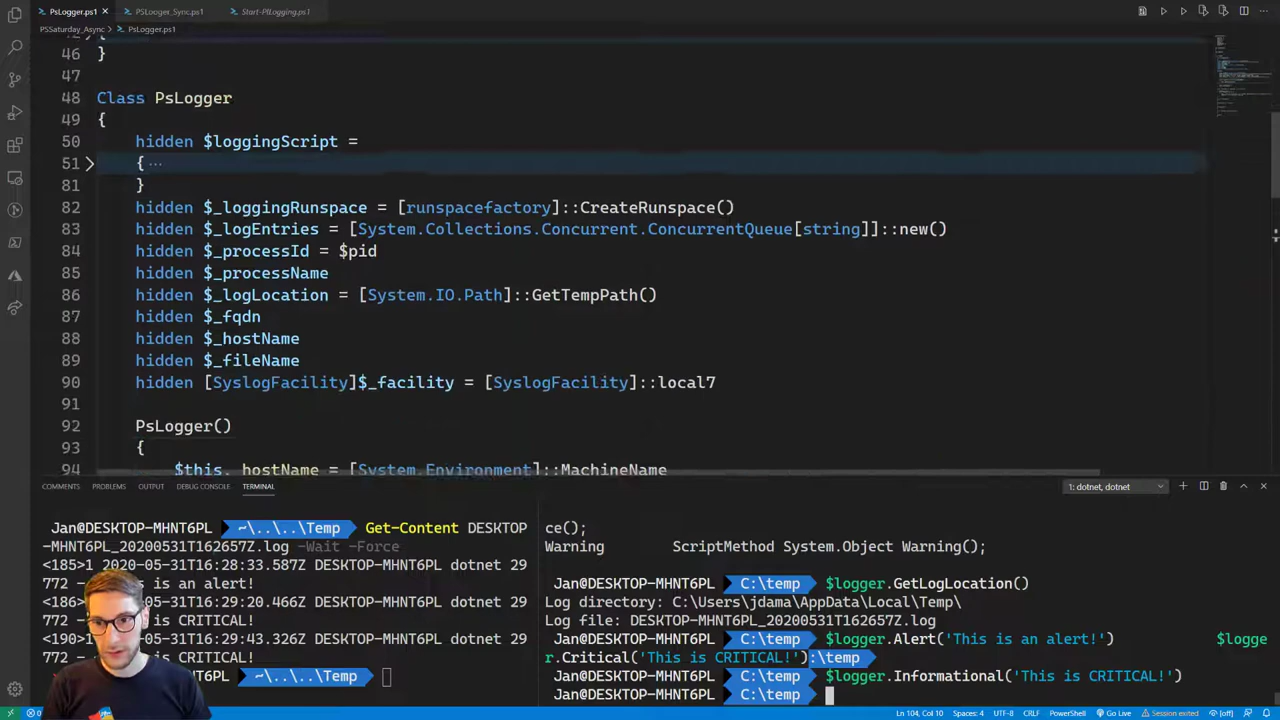 PsLogger.ps1
PsLooger_Sync.ps1
Start-PILogging.ps1
PSSaturday_Async > PsLogger.ps1
46 }
47
48 Class PsLogger
49 {
50 hidden $loggingScript =
51 { ...
81 }
82 hidden $_loggingRunspace = [runspacefactory]::CreateRunspace()
83 hidden $_logEntries = [System.Collections.Concurrent.ConcurrentQueue[string]]::new()
84 hidden $_processId = $pid
85 hidden $_processName
86 hidden $_logLocation = [System.IO.Path]::GetTempPath()
87 hidden $_fqdn
88 hidden $_hostName
89 hidden $_fileName
90 hidden [SyslogFacility]$_facility = [SyslogFacility]::local7
91
92 PsLogger()
93 {
94 $this._hostName = [System.Environment]::MachineName
COMMENTS PROBLEMS OUTPUT DEBUG CONSOLE TERMINAL
1: dotnet, dotnet
Jan@DESKTOP-MHNT6PL ~\..\..\Temp Get-Content DESKTOP
-MHNT6PL_20200531T162657Z.log -Wait -Force
<185>1 2020-05-31T16:28:33.587Z DESKTOP-MHNT6PL dotnet 29
772 – is an alert!
<186> -05-31T16:29:20.466Z DESKTOP-MHNT6PL dotnet 29
772 is CRITICAL!
<190> -05-31T16:29:43.326Z DESKTOP-MHNT6PL dotnet 29
772 – is CRITICAL!
MHNT6PL ~\..\..\Temp
ce();
Warning ScriptMethod System.Object Warning();
Jan@DESKTOP-MHNT6PL C:\temp $logger.GetLogLocation()
Log directory: C:\Users\jdama\AppData\Local\Temp\
Log file: DESKTOP-MHNT6PL_20200531T162657Z.log
Jan@DESKTOP-MHNT6PL C:\temp $logger.Alert('This is an alert!') $logge
r.Critical('This is CRITICAL!'):\temp
Jan@DESKTOP-MHNT6PL C:\temp $logger.Informational('This is CRITICAL!')
Jan@DESKTOP-MHNT6PL C:\temp
Ln 104, Col 10 Spaces: 4 UTF-8 CRLF PowerShell Go Live Session exited [off]